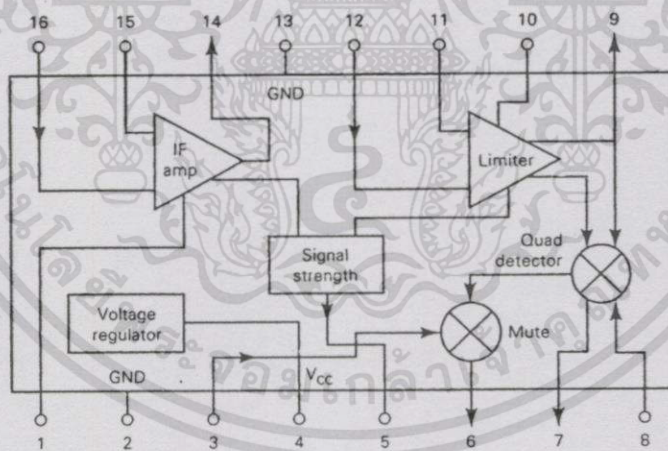 16 15 14 13 12 11 10 9
GND
IF
amp
Limiter
Signal
strength
Quad
detector
Voltage
regulator
Mute
GND
VCC
1 2 3 4 5 6 7 8